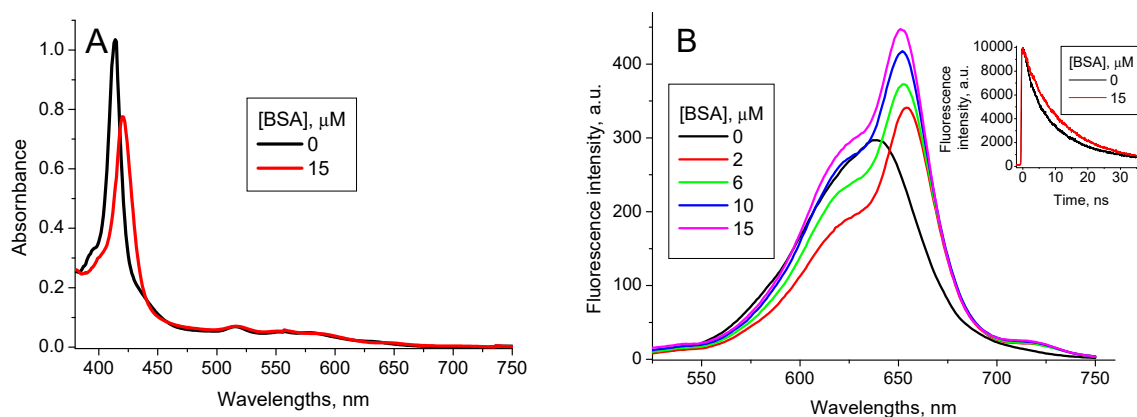 A
Absornbance
1.0
0.8
0.6
0.4
0.2
0.0
[BSA], μM
0
15
400 450 500 550 600 650 700 750
Wavelengths, nm
B
Fluorescence intensity, a.u.
400
300
200
100
0
[BSA], μM
0
2
6
10
15
550 600 650 700 750
Wavelengths, nm
Fluorescence
intensity, a.u.
10000
8000
6000
4000
2000
0
[BSA], μM
0
15
0 10 20 30
Time, ns